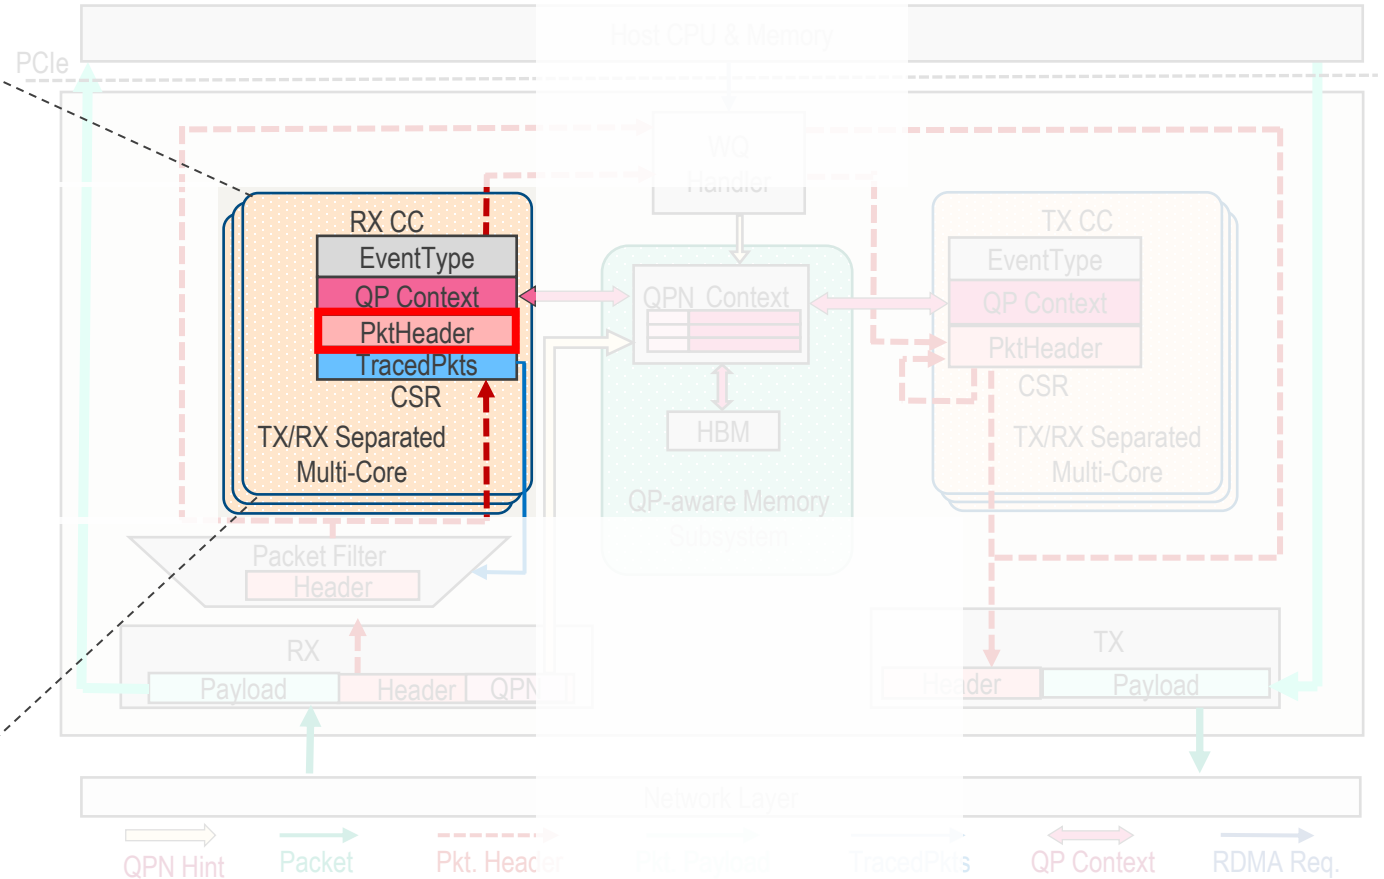 Host CPU & Memory
PCIe
WO
Handler
RX CC
EventType
QP Context
PktHeader
TracedPkts
CSR
TX/RX Separated
Multi-Core
QPN Context
HBM
QP-aware Memory
Subsystem
TX CC
EventType
QP Context
PktHeader
CSR
TX/RX Separated
Multi-Core
Packet Filter
Header
RX
Payload
Header
QPN
TX
Header
Payload
Network Layer
QPN Hint
Packet
Pkt. Header
Pkt. Payload
TracedPkts
QP Context
RDMA Req.